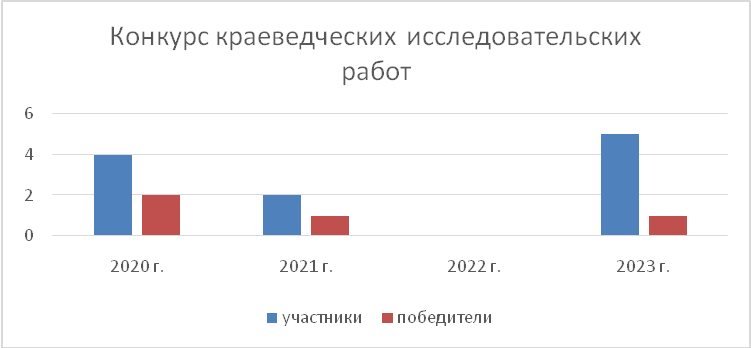 Конкурс краеведческих исследовательских
работ
6
4
2
0
2020 г.
2021 г.
2022 г.
2023 г.
участники
победители